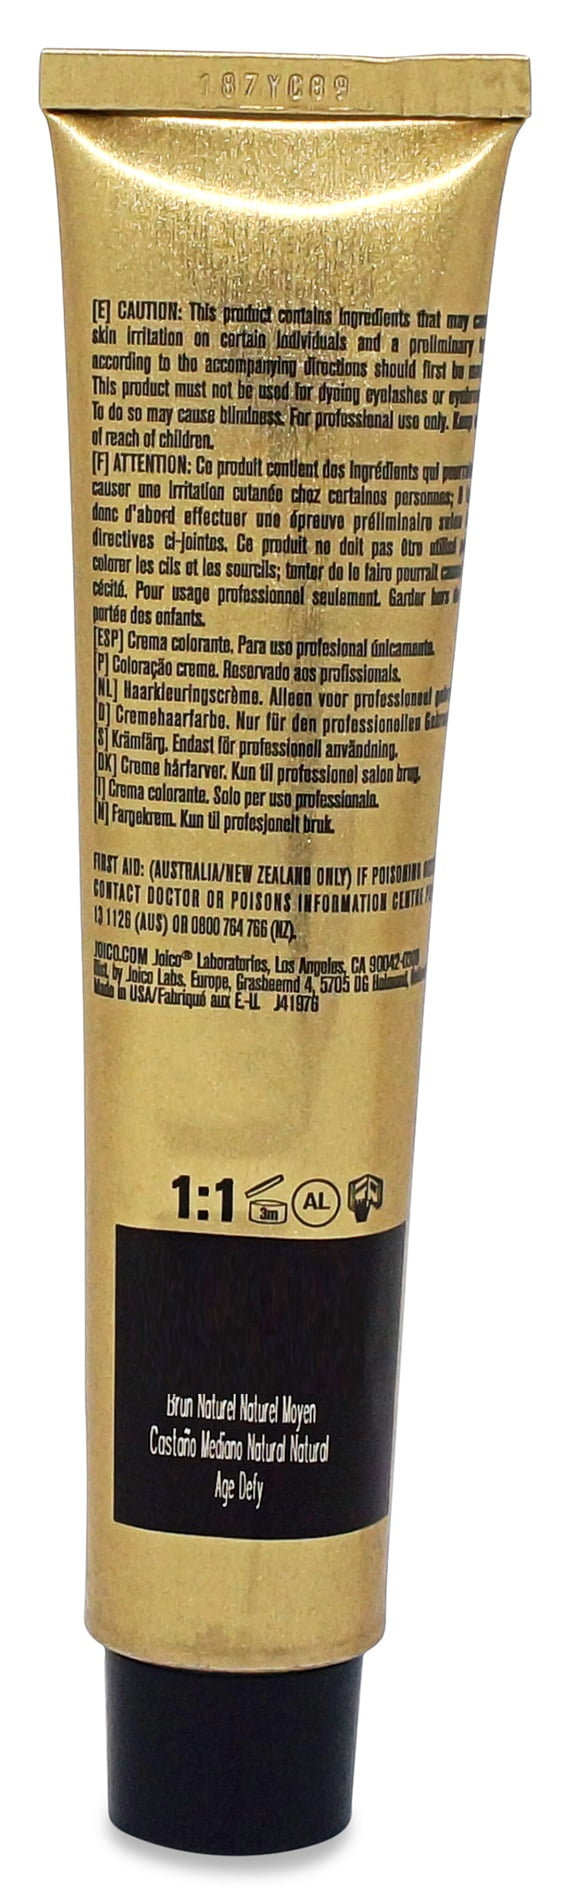 187YC89
[E] CAUTION: This product contains ingredients that may
skin irritation on certain individuals and a preliminary
according to the accompanying directions should first be
This product must not be used for dyeing eyelashes or
To do so may cause blindness. For professional use only. Keep
of reach of children.
[F] ATTENTION: Ce produit contient des ingrédients qui
causer une irritation cutanée chez certaines personnes; il
donc d'abord effectuer une épreuve préliminaire selon
directives ci-jointes. Ce produit ne doit pas être utilisé
colorer les cils et les sourcils; tenter de le faire pourrait
cécité. Pour usage professionnel seulement. Garder hors
portée des enfants.
[ESP] Crema colorante. Para uso profesional únicamente.
[P] Coloração creme. Reservado aos profissionais.
[NL] Haarkleuringscrème. Alleen voor professioneel
[D] Cremehaarfarbe. Nur für den professionellen
[S] Krämfärg. Endast för professionell användning.
[DK] Creme hårfarver. Kun til professionel salon brug.
[I] Crema colorante. Solo per uso professionale.
[N] Fargekrem. Kun til profesjonelt bruk.
FIRST AID: (AUSTRALIA/NEW ZEALAND ONLY) IF POISONING
CONTACT DOCTOR OR POISONS INFORMATION CENTRE
13 1126 (AUS) OR 0800 764 766 (NZ).
JOICO.COM Joico® Laboratories, Los Angeles, CA 90042-0308
Dist. by Joico Labs. Europe, Grasbeemd 4, 5705 DG Helmond,
Made in USA/Fabriqué aux É.-U. J41976
1:1 3m AL
Brun Naturel Naturel Moyen
Castaño Mediano Natural Natural
Age Defy